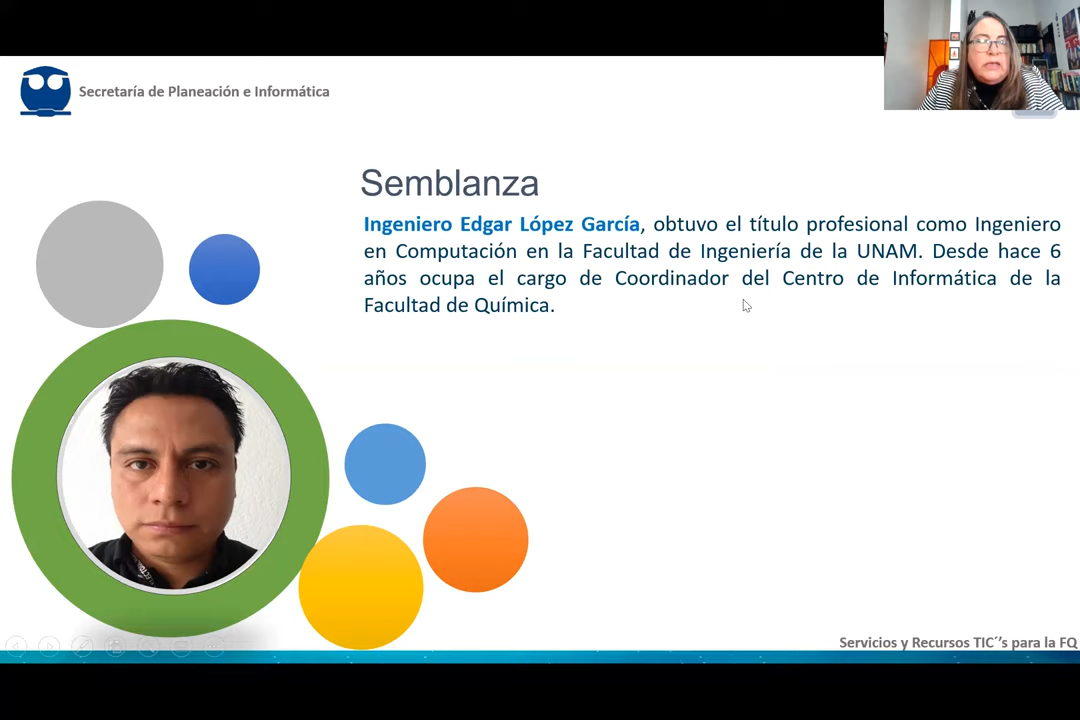 Secretaría de Planeación e Informática
Semblanza
Ingeniero Edgar López García, obtuvo el título profesional como Ingeniero
en Computación en la Facultad de Ingeniería de la UNAM. Desde hace 6
años ocupa el cargo de Coordinador del Centro de Informática de la
Facultad de Química.
Servicios y Recursos TIC´’s para la FQ